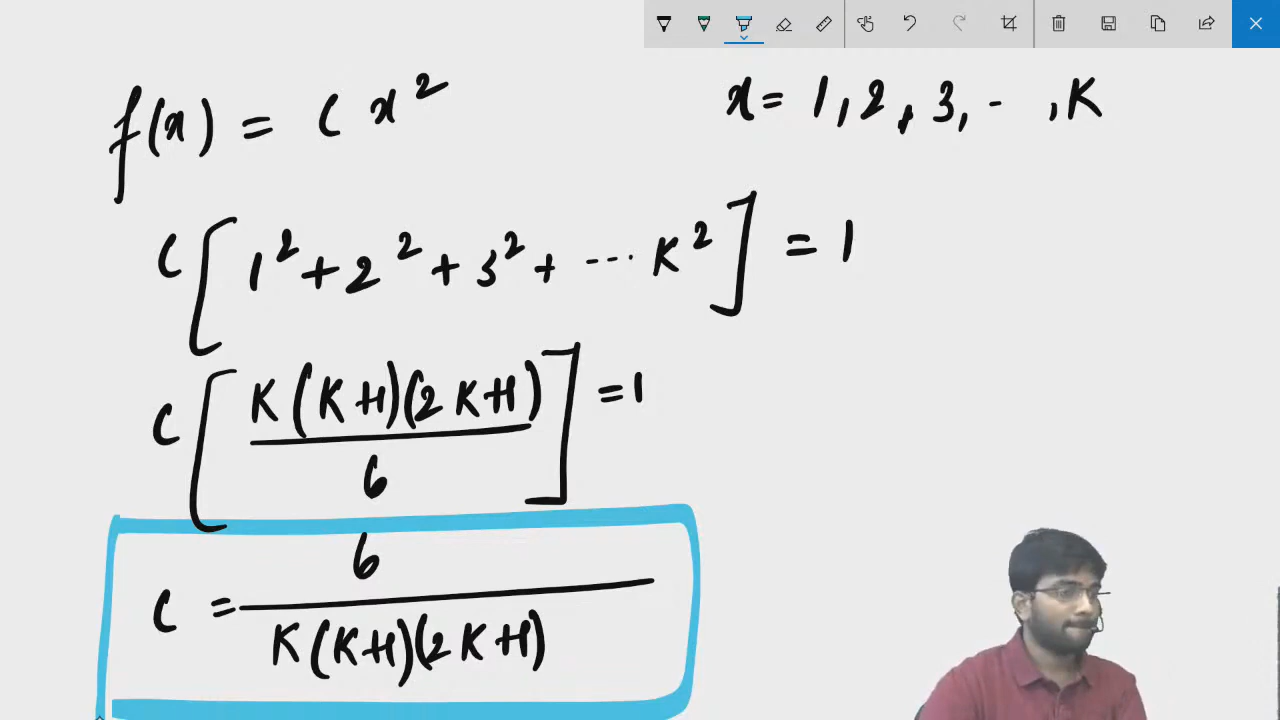 f(x) = C x² x = 1, 2, 3, -- , K
C [ 1² + 2² + 3² + --- K² ] = 1
C [ K(K+1)(2K+1) / 6 ] = 1
C = 6 / K(K+1)(2K+1)